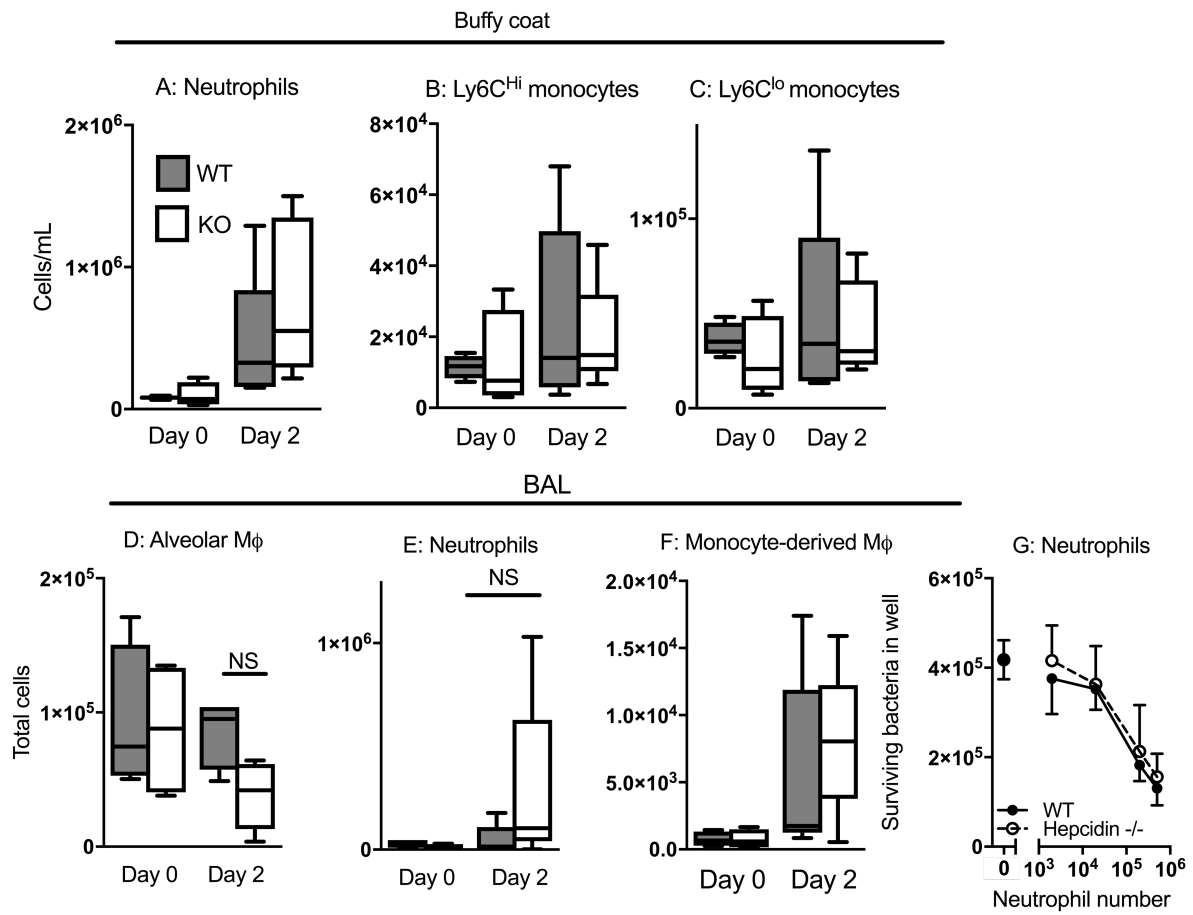 Buffy coat
A: Neutrophils
B: Ly6CHi monocytes
C: Ly6Clo monocytes
Cells/mL
2×10⁶
1×10⁶
0
WT
KO
Day 0
Day 2
8×10⁴
6×10⁴
4×10⁴
2×10⁴
0
Day 0
Day 2
1×10⁵
0
Day 0
Day 2
BAL
D: Alveolar Mϕ
E: Neutrophils
F: Monocyte-derived Mϕ
G: Neutrophils
Total cells
2×10⁵
1×10⁵
0
NS
Day 0
Day 2
1×10⁶
0
NS
Day 0
Day 2
2.0×10⁴
1.5×10⁴
1.0×10⁴
5.0×10³
0.0
Day 0
Day 2
Surviving bacteria in well
6×10⁵
4×10⁵
2×10⁵
0
WT
Hepcidin -/-
0
10³
10⁴
10⁵
10⁶
Neutrophil number